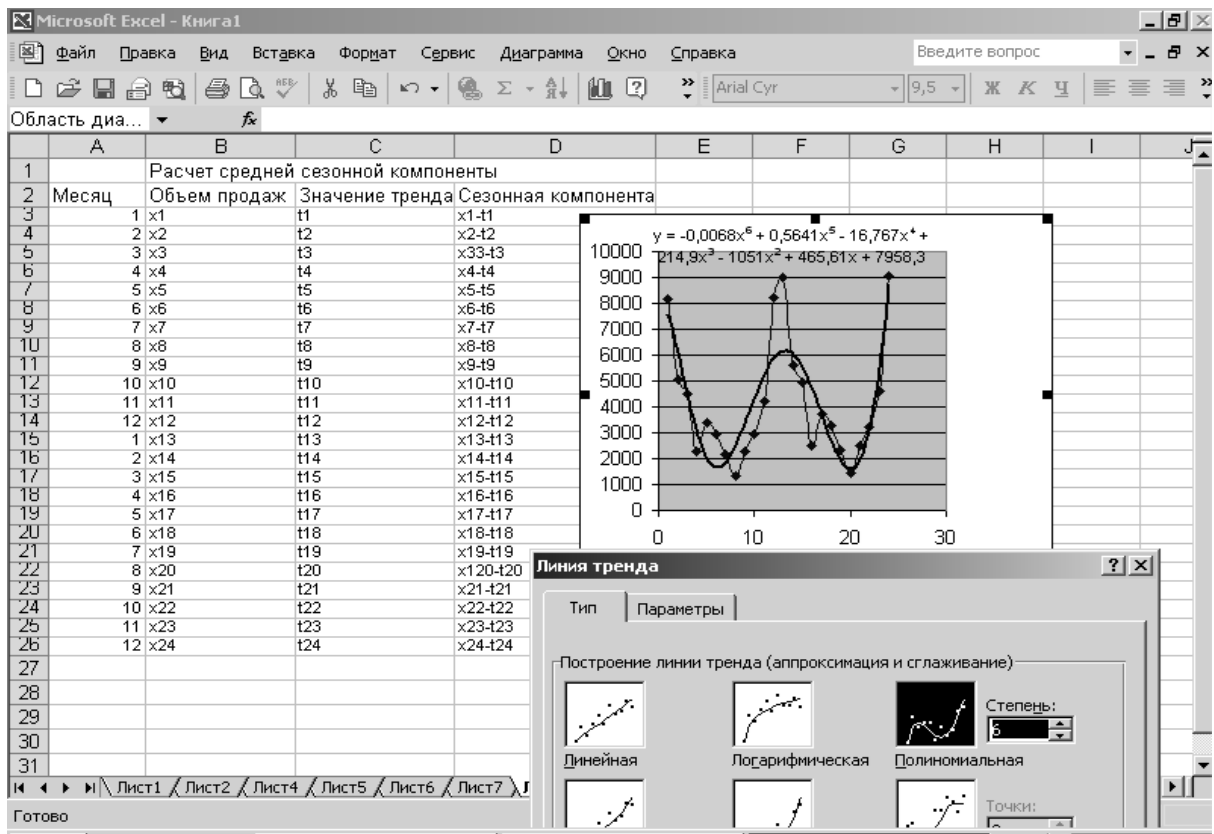 Microsoft Excel - Книга1
Файл Правка Вид Вставка Формат Сервис Диаграмма Окно Справка Введите вопрос
Arial Cyr 9,5 Ж К Ч
Область диа... fx
A B C D E F G H I J
1 Расчет средней сезонной компоненты
2 Месяц Объем продаж Значение тренда Сезонная компонента
3 1 x1 t1 x1-t1
4 2 x2 t2 x2-t2
5 3 x3 t3 x33-t3
6 4 x4 t4 x4-t4
7 5 x5 t5 x5-t5
8 6 x6 t6 x6-t6
9 7 x7 t7 x7-t7
10 8 x8 t8 x8-t8
11 9 x9 t9 x9-t9
12 10 x10 t10 x10-t10
13 11 x11 t11 x11-t11
14 12 x12 t12 x12-t12
15 1 x13 t13 x13-t13
16 2 x14 t14 x14-t14
17 3 x15 t15 x15-t15
18 4 x16 t16 x16-t16
19 5 x17 t17 x17-t17
20 6 x18 t18 x18-t18
21 7 x19 t19 x19-t19
22 8 x20 t20 x120-t20
23 9 x21 t21 x21-t21
24 10 x22 t22 x22-t22
25 11 x23 t23 x23-t23
26 12 x24 t24 x24-t24
27
28
29
30
31
y = -0,0068x⁶ + 0,5641x⁵ - 16,767x⁴ +
214,9x³ - 1051x² + 465,61x + 7958,3
10000
9000
8000
7000
6000
5000
4000
3000
2000
1000
0
0 10 20 30
Линия тренда
Тип Параметры
Построение линии тренда (аппроксимация и сглаживание)
Степень:
6
Линейная Логарифмическая Полиномиальная
Точки:
Лист1 Лист2 Лист4 Лист5 Лист6 Лист7
Готово